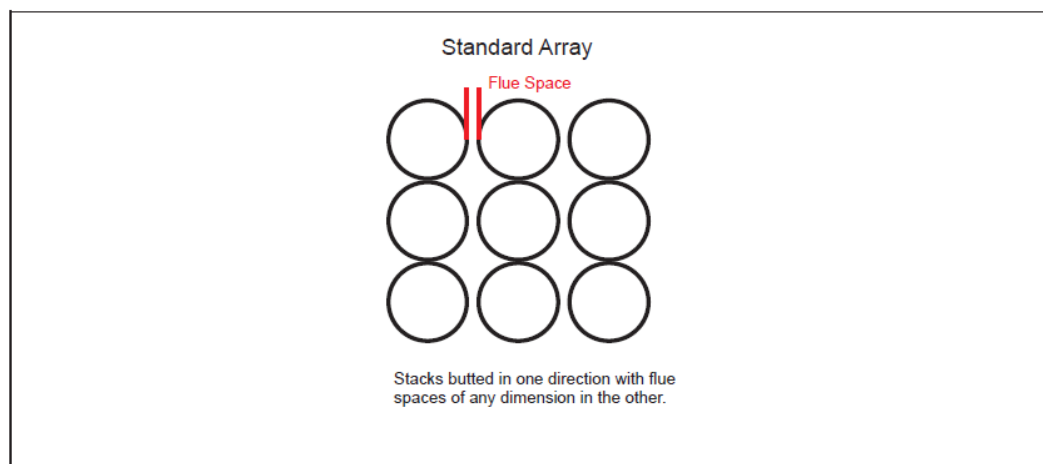 Standard Array
Flue Space
Stacks butted in one direction with flue
spaces of any dimension in the other.